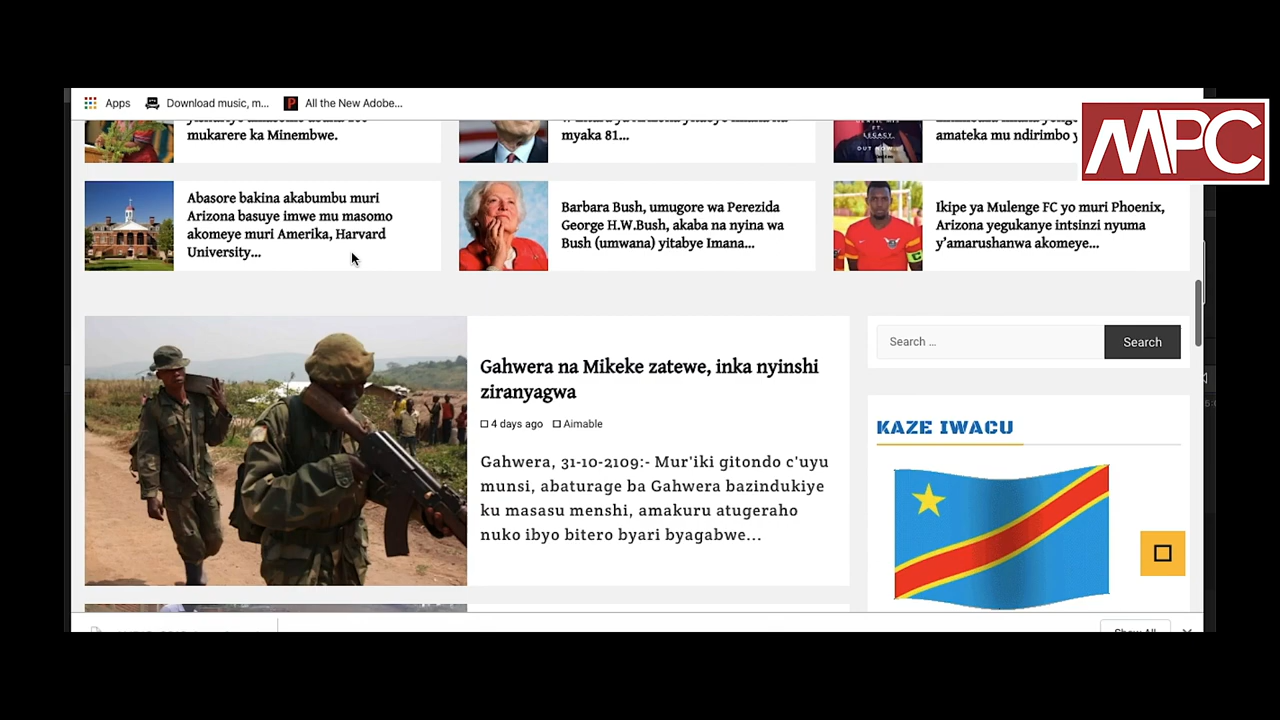 Apps
Download music, m...
All the New Adobe...
MPC
mukarere ka Minembwe.
myaka 81...
amateka mu ndirimbo
FT.
LEGACY
Abasore bakina akabumbu muri
Arizona basuye imwe mu masomo
akomeye muri Amerika, Harvard
University...
Barbara Bush, umugore wa Perezida
George H.W.Bush, akaba na nyina wa
Bush (umwana) yitabye Imana...
Ikipe ya Mulenge FC yo muri Phoenix,
Arizona yegukanye intsinzi nyuma
y'amarushanwa akomeye...
Gahwera na Mikeke zatewe, inka nyinshi
ziranyagwa
4 days ago Aimable
Gahwera, 31-10-2109:- Mur'iki gitondo c'uyu
munsi, abaturage ba Gahwera bazindukiye
ku masasu menshi, amakuru atugeraho
nuko ibyo bitero byari byagabwe...
Search ...
Search
KAZE IWACU
Show All